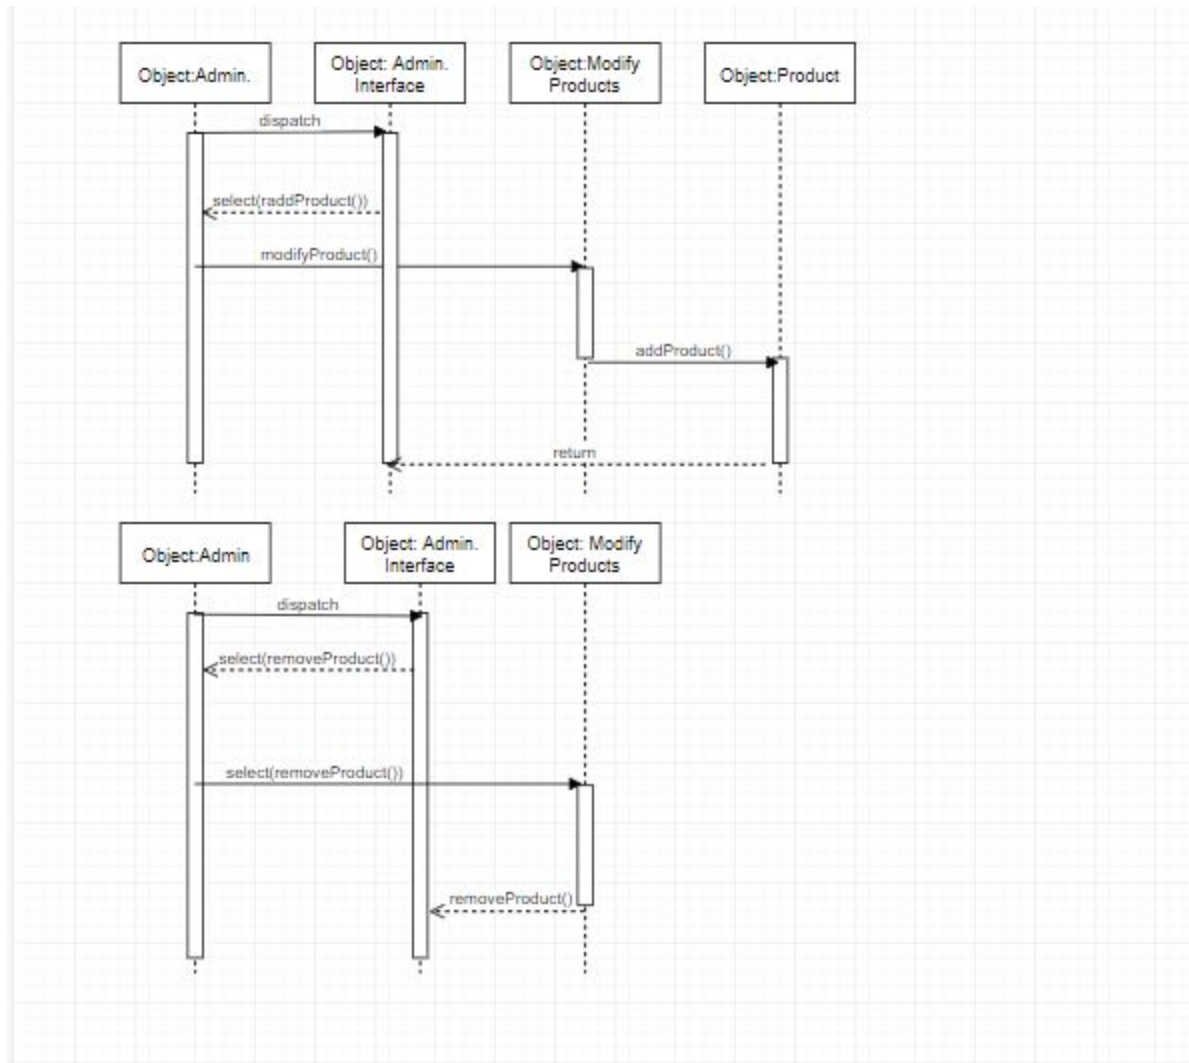 Object:Admin.
Object: Admin.
Interface
Object:Modify
Products
Object:Product
dispatch
select(raddProduct())
modifyProduct()
addProduct()
return
Object:Admin
Object: Admin.
Interface
Object: Modify
Products
dispatch
select(removeProduct())
select(removeProduct())
removeProduct()